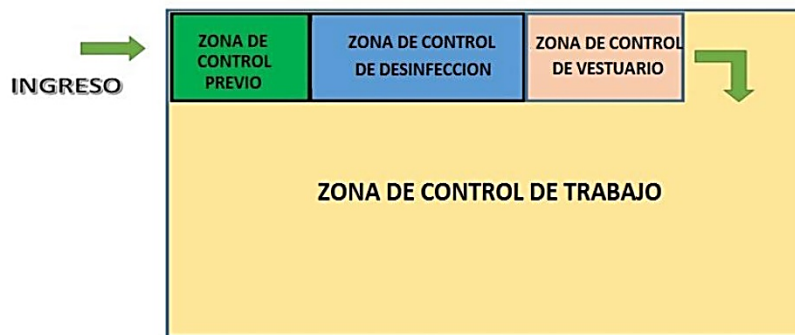 INGRESO
ZONA DE
CONTROL
PREVIO
ZONA DE CONTROL
DE DESINFECCION
ZONA DE CONTROL
DE VESTUARIO
ZONA DE CONTROL DE TRABAJO